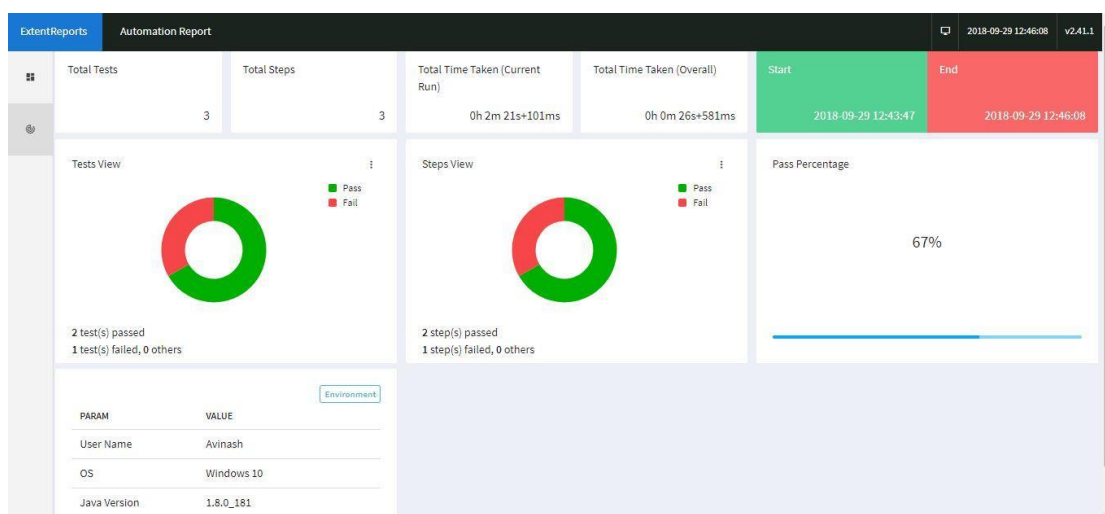 ExtentReports Automation Report 2018-09-29 12:46:08 v2.41.1
Total Tests
3
Total Steps
3
Total Time Taken (Current
Run)
0h 2m 21s+101ms
Total Time Taken (Overall)
0h 0m 26s+581ms
Start
2018-09-29 12:43:47
End
2018-09-29 12:46:08
Tests View
Pass
Fail
2 test(s) passed
1 test(s) failed, 0 others
Steps View
Pass
Fail
2 step(s) passed
1 step(s) failed, 0 others
Pass Percentage
67%
Environment
PARAM VALUE
User Name Avinash
OS Windows 10
Java Version 1.8.0_181